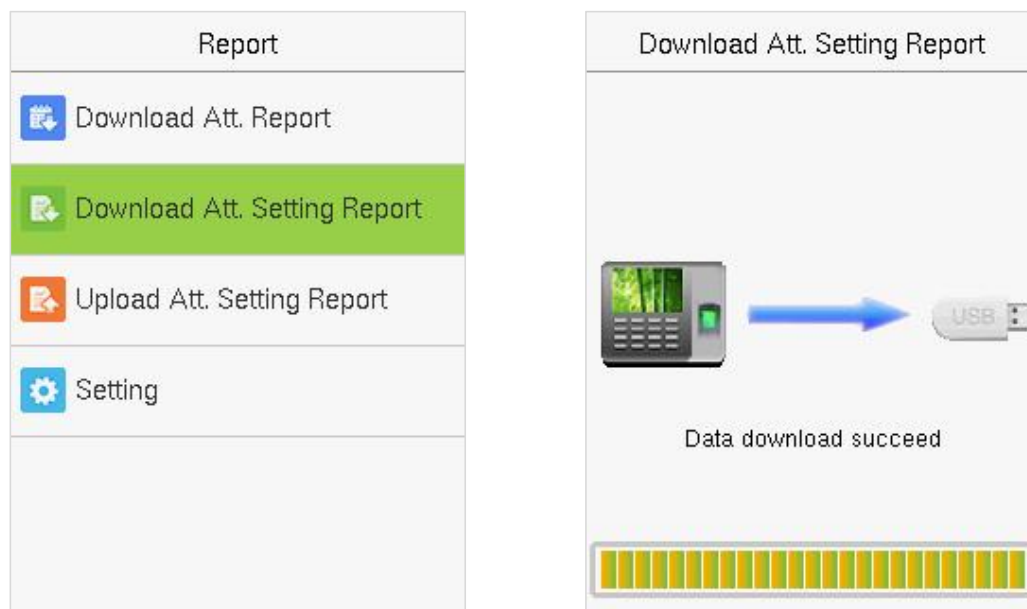 Report
Download Att. Report
Download Att. Setting Report
Upload Att. Setting Report
Setting
Download Att. Setting Report
USB
Data download succeed